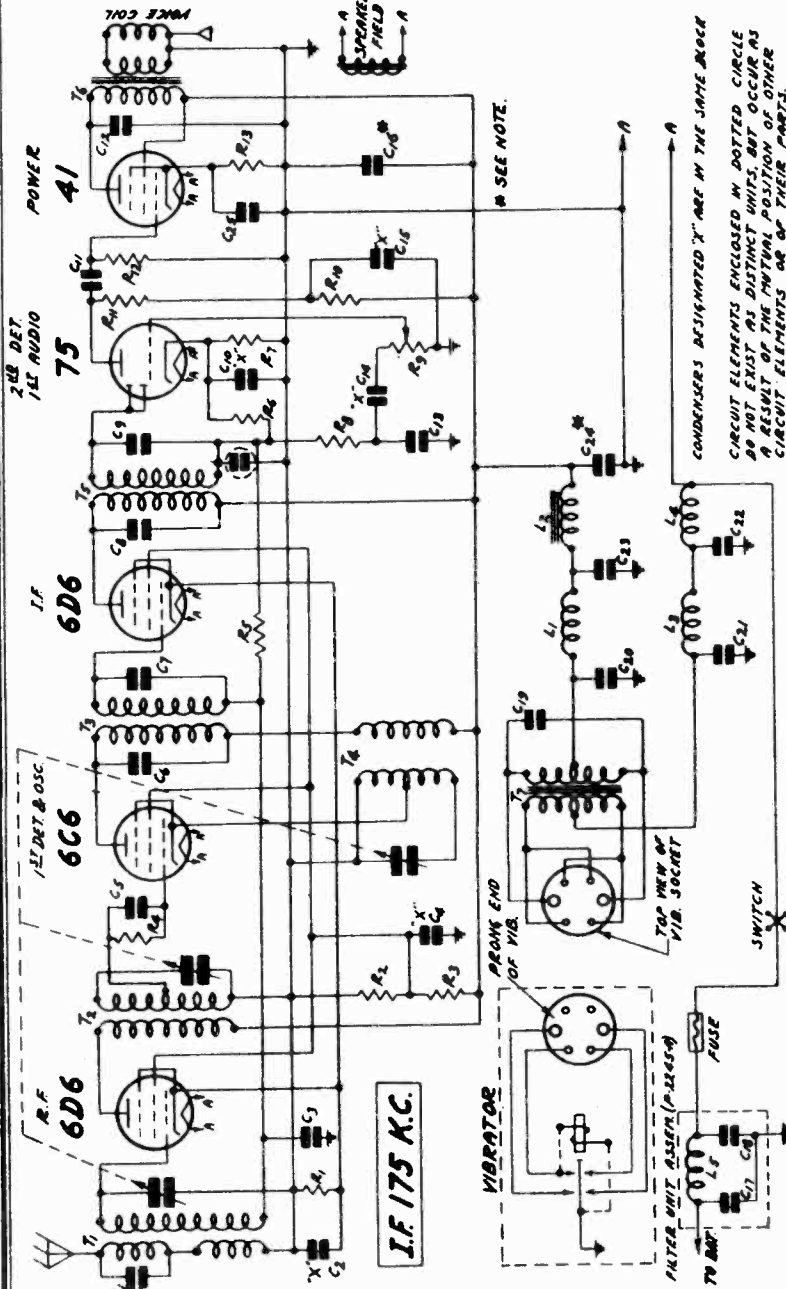 R.F.
6D6
1ST DET. & OSC.
6C6
I.F.
6D6
2ND DET.
1ST AUDIO
75
POWER
41
T1
C2
"X"
R1
C3
T2
R4
C5
A
A
T3
C6
C7
R5
A
A
T4
R2
R3
"X"
C4
T5
C8
C9
R6
C10
"X"
R7
R8
"X"
C14
C13
R9
R10
"X"
C15
R11
R12
C11
C25
R13
C12
C16*
T6
VOICE COIL
SPEAKER
FIELD
A
A
* SEE NOTE.
I.F. 175 K.C.
VIBRATOR
PRONG END
OF VIB.
TOP VIEW OF
VIB. SOCKET
T7
C19
C20
L1
C23
L2
C24
*
L3
C21
L4
C22
A
A
FILTER UNIT ASSEM. (P-2245-A)
TO BAT.
C17
L5
C18
FUSE
SWITCH
CONDENSERS DESIGNATED "X" ARE IN THE SAME BLOCK
CIRCUIT ELEMENTS ENCLOSED IN DOTTED CIRCLE
DO NOT EXIST AS DISTINCT UNITS, BUT OCCUR AS
A RESULT OF THE MUTUAL POSITION OF OTHER
CIRCUIT ELEMENTS OR OF THEIR PARTS.